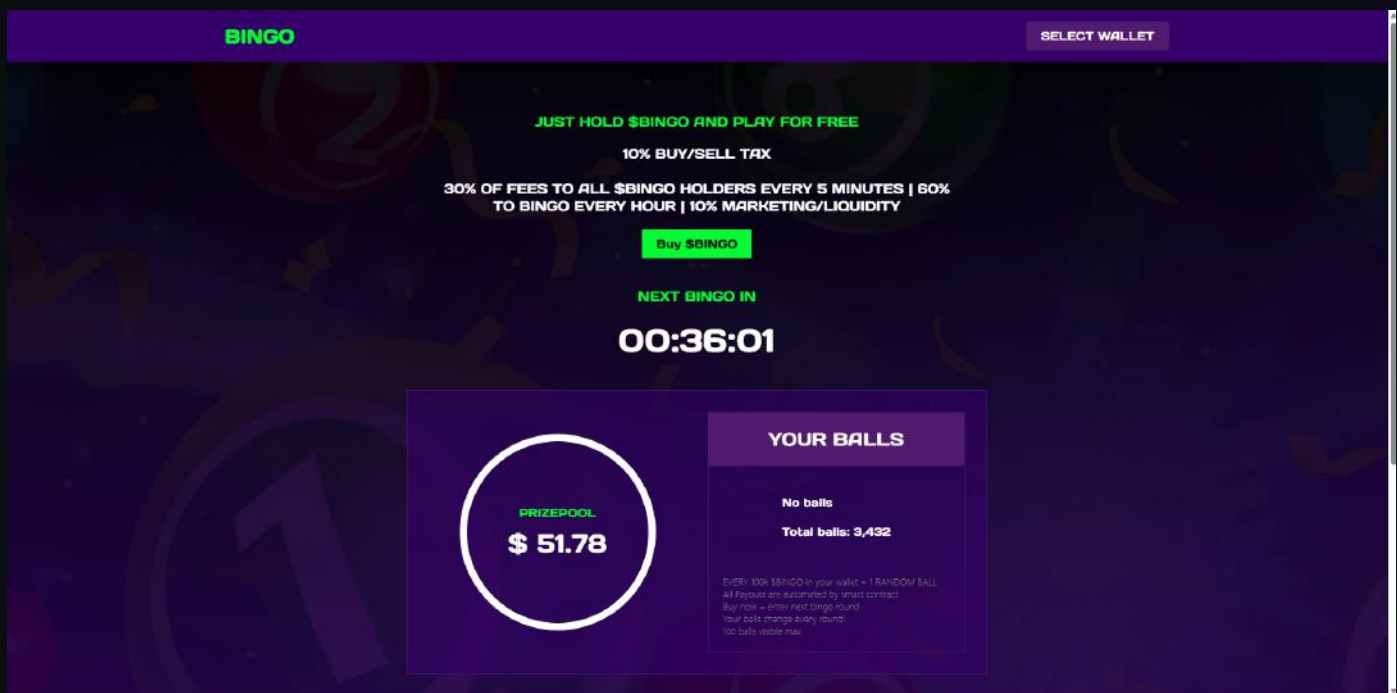 BINGO
SELECT WALLET
JUST HOLD $BINGO AND PLAY FOR FREE
10% BUY/SELL TAX
30% OF FEES TO ALL $BINGO HOLDERS EVERY 5 MINUTES | 60%
TO BINGO EVERY HOUR | 10% MARKETING/LIQUIDITY
Buy $BINGO
NEXT BINGO IN
00:36:01
PRIZEPOOL
$ 51.78
YOUR BALLS
No balls
Total balls: 3,432
EVERY 100k $BINGO in your wallet = 1 RANDOM BALL
All Payouts are automated by smart contract
Buy now = enter next bingo round
Your balls change every round!
100 balls visible max
2
1